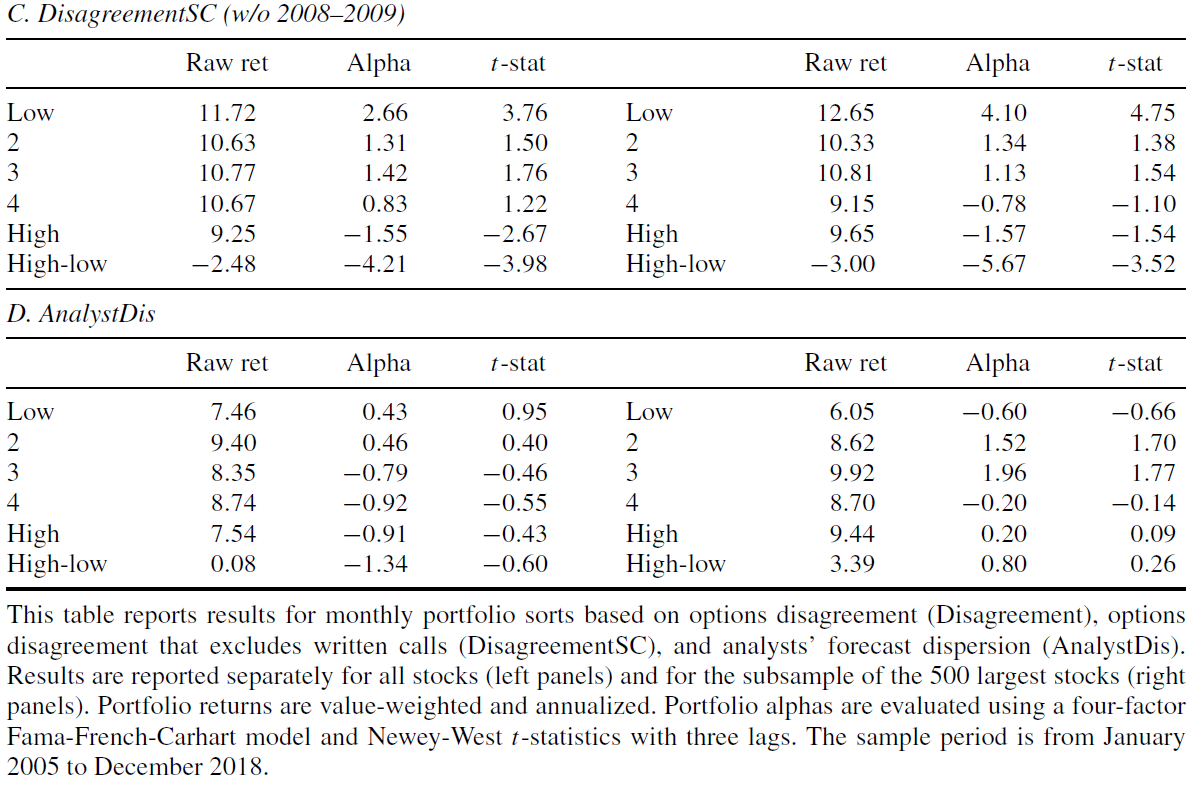 C. DisagreementSC (w/o 2008–2009)
Raw ret Alpha t-stat Raw ret Alpha t-stat
Low 11.72 2.66 3.76 Low 12.65 4.10 4.75
2 10.63 1.31 1.50 2 10.33 1.34 1.38
3 10.77 1.42 1.76 3 10.81 1.13 1.54
4 10.67 0.83 1.22 4 9.15 −0.78 −1.10
High 9.25 −1.55 −2.67 High 9.65 −1.57 −1.54
High-low −2.48 −4.21 −3.98 High-low −3.00 −5.67 −3.52
D. AnalystDis
Raw ret Alpha t-stat Raw ret Alpha t-stat
Low 7.46 0.43 0.95 Low 6.05 −0.60 −0.66
2 9.40 0.46 0.40 2 8.62 1.52 1.70
3 8.35 −0.79 −0.46 3 9.92 1.96 1.77
4 8.74 −0.92 −0.55 4 8.70 −0.20 −0.14
High 7.54 −0.91 −0.43 High 9.44 0.20 0.09
High-low 0.08 −1.34 −0.60 High-low 3.39 0.80 0.26
This table reports results for monthly portfolio sorts based on options disagreement (Disagreement), options
disagreement that excludes written calls (DisagreementSC), and analysts’ forecast dispersion (AnalystDis).
Results are reported separately for all stocks (left panels) and for the subsample of the 500 largest stocks (right
panels). Portfolio returns are value-weighted and annualized. Portfolio alphas are evaluated using a four-factor
Fama-French-Carhart model and Newey-West t-statistics with three lags. The sample period is from January
2005 to December 2018.